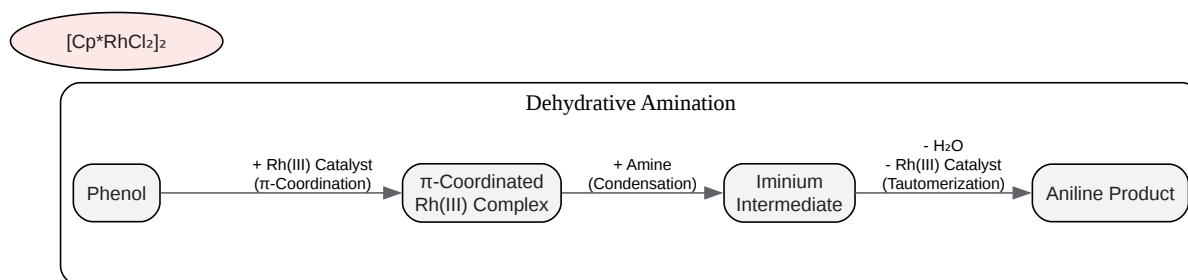 [Cp*RhCl₂]₂
Dehydrative Amination
Phenol
+ Rh(III) Catalyst
(π-Coordination)
π-Coordinated
Rh(III) Complex
+ Amine
(Condensation)
Iminium
Intermediate
- H₂O
- Rh(III) Catalyst
(Tautomerization)
Aniline Product